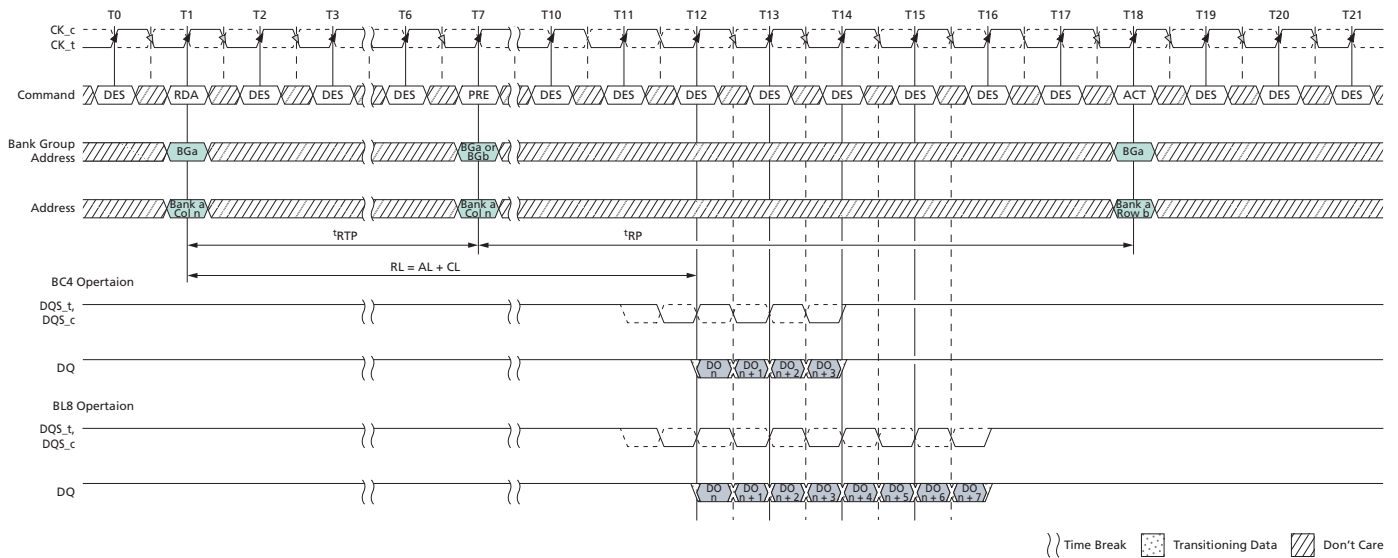 T0 T1 T2 T3 T6 T7 T10 T11 T12 T13 T14 T15 T16 T17 T18 T19 T20 T21
CK_c
CK_t
Command DES RDA DES DES DES PRE DES DES DES DES DES DES DES DES ACT DES DES DES
Bank Group
Address
BGa
BGa or
BGb
BGa
Address
Bank a
Col n
Bank a
Col n
Bank a
Row b
tRTP
tRP
RL = AL + CL
BC4 Opertaion
DQS_t,
DQS_c
DQ
DO
n
DO
n + 1
DO
n + 2
DO
n + 3
BL8 Opertaion
DQS_t,
DQS_c
DQ
DO
n
DO
n + 1
DO
n + 2
DO
n + 3
DO
n + 4
DO
n + 5
DO
n + 6
DO
n + 7
Time Break Transitioning Data Don't Care